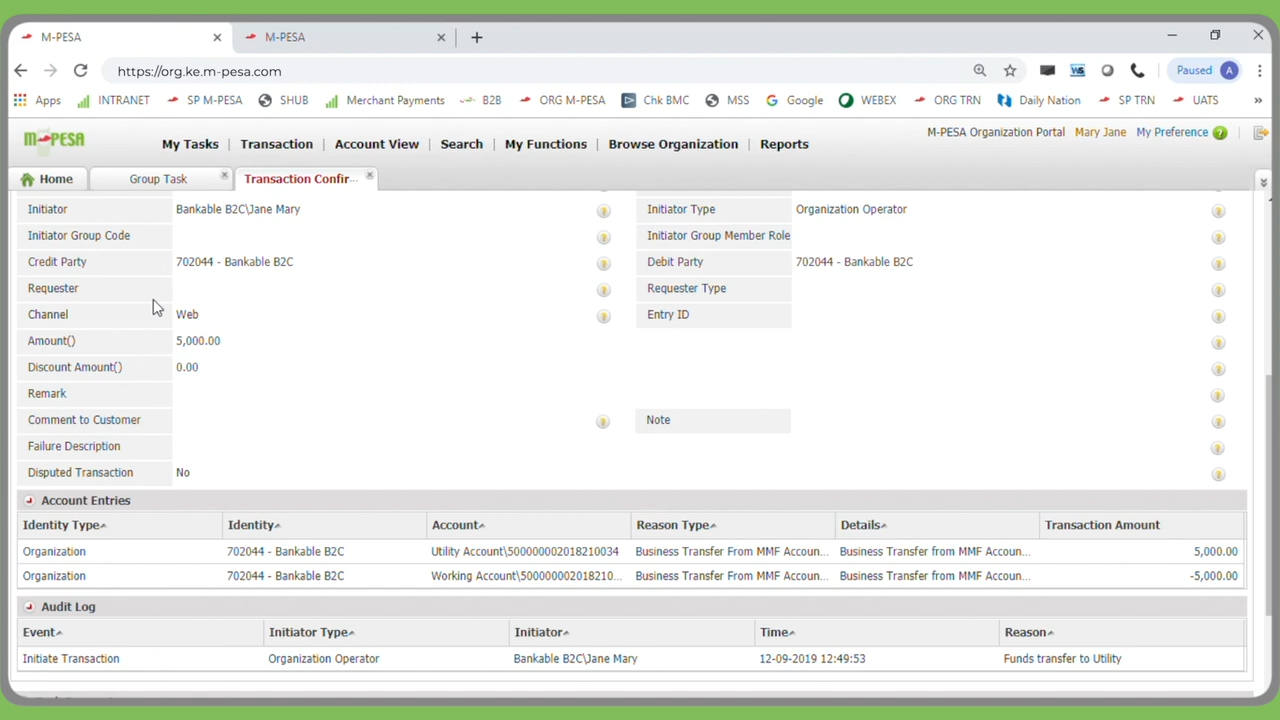 M-PESA
M-PESA
https://org.ke.m-pesa.com
Paused A
Apps INTRANET SP M-PESA SHUB Merchant Payments B2B ORG M-PESA Chk BMC MSS Google WEBEX ORG TRN Daily Nation SP TRN UATS »
M-PESA
M-PESA Organization Portal Mary Jane My Preference ?
My Tasks | Transaction | Account View | Search | My Functions | Browse Organization | Reports
Home Group Task Transaction Confir...
Initiator Bankable B2C\Jane Mary Initiator Type Organization Operator
Initiator Group Code Initiator Group Member Role
Credit Party 702044 - Bankable B2C Debit Party 702044 - Bankable B2C
Requester Requester Type
Channel Web Entry ID
Amount() 5,000.00
Discount Amount() 0.00
Remark
Comment to Customer Note
Failure Description
Disputed Transaction No
Account Entries
Identity Type Identity Account Reason Type Details Transaction Amount
Organization 702044 - Bankable B2C Utility Account\500000002018210034 Business Transfer From MMF Accoun... Business Transfer from MMF Accoun... 5,000.00
Organization 702044 - Bankable B2C Working Account\5000000002018210... Business Transfer From MMF Accoun... Business Transfer from MMF Accoun... -5,000.00
Audit Log
Event Initiator Type Initiator Time Reason
Initiate Transaction Organization Operator Bankable B2C\Jane Mary 12-09-2019 12:49:53 Funds transfer to Utility